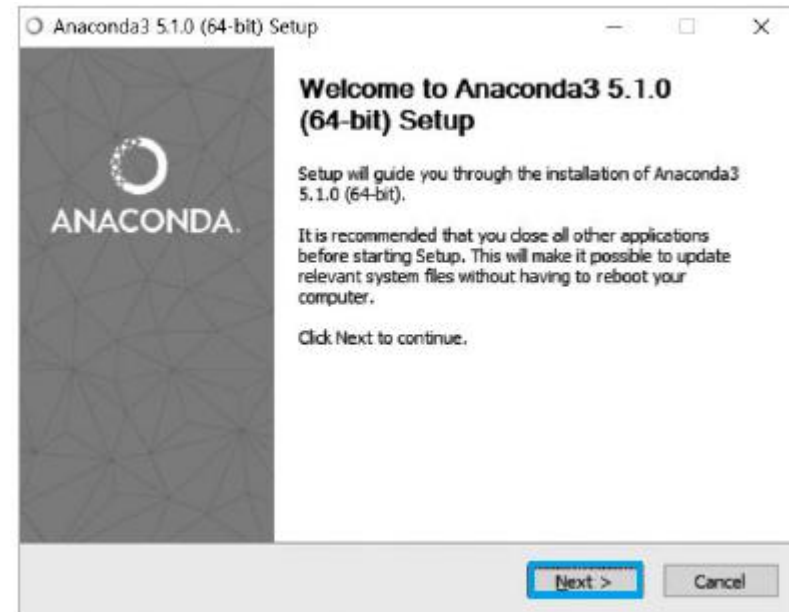 Anaconda3 5.1.0 (64-bit) Setup
ANACONDA.
Welcome to Anaconda3 5.1.0
(64-bit) Setup
Setup will guide you through the installation of Anaconda3
5.1.0 (64-bit).
It is recommended that you close all other applications
before starting Setup. This will make it possible to update
relevant system files without having to reboot your
computer.
Click Next to continue.
Next >
Cancel